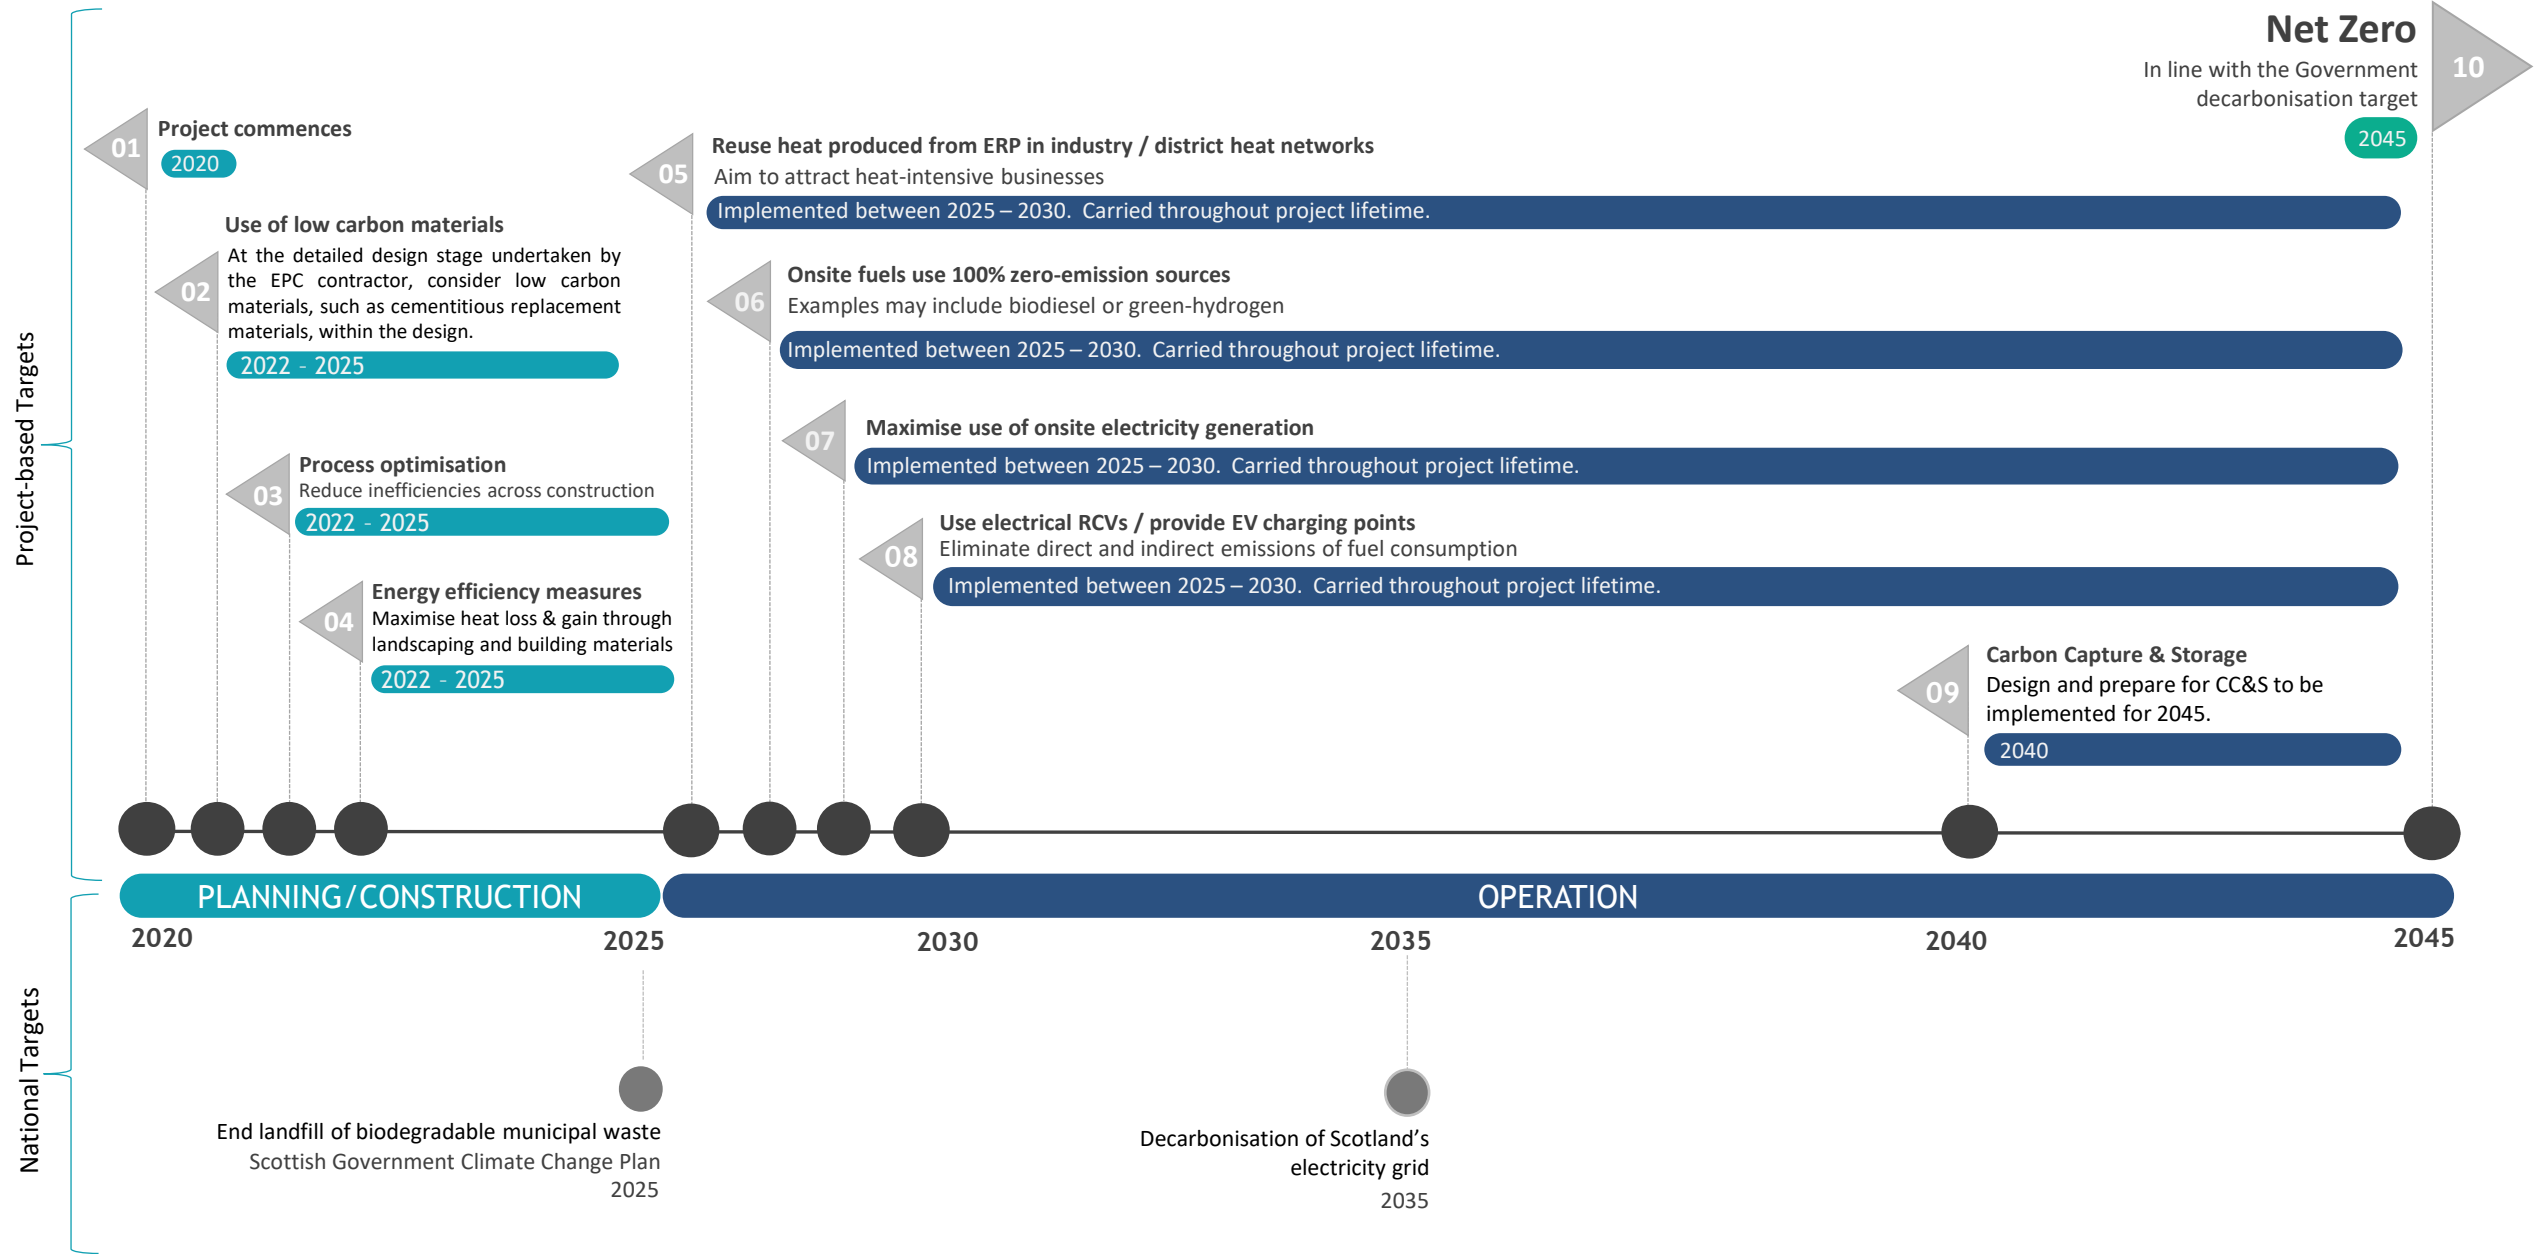 Project-based Targets
01
Project commences
2020
02
Use of low carbon materials
At the detailed design stage undertaken by
the EPC contractor, consider low carbon
materials, such as cementitious replacement
materials, within the design.
2022 - 2025
03
Process optimisation
Reduce inefficiencies across construction
2022 - 2025
04
Energy efficiency measures
Maximise heat loss & gain through
landscaping and building materials
2022 - 2025
05
Reuse heat produced from ERP in industry / district heat networks
Aim to attract heat-intensive businesses
Implemented between 2025 – 2030. Carried throughout project lifetime.
06
Onsite fuels use 100% zero-emission sources
Examples may include biodiesel or green-hydrogen
Implemented between 2025 – 2030. Carried throughout project lifetime.
07
Maximise use of onsite electricity generation
Implemented between 2025 – 2030. Carried throughout project lifetime.
08
Use electrical RCVs / provide EV charging points
Eliminate direct and indirect emissions of fuel consumption
Implemented between 2025 – 2030. Carried throughout project lifetime.
09
Carbon Capture & Storage
Design and prepare for CC&S to be
implemented for 2045.
2040
10
Net Zero
In line with the Government
decarbonisation target
2045
PLANNING/CONSTRUCTION
OPERATION
2020
2025
2030
2035
2040
2045
National Targets
End landfill of biodegradable municipal waste
Scottish Government Climate Change Plan
2025
Decarbonisation of Scotland’s
electricity grid
2035